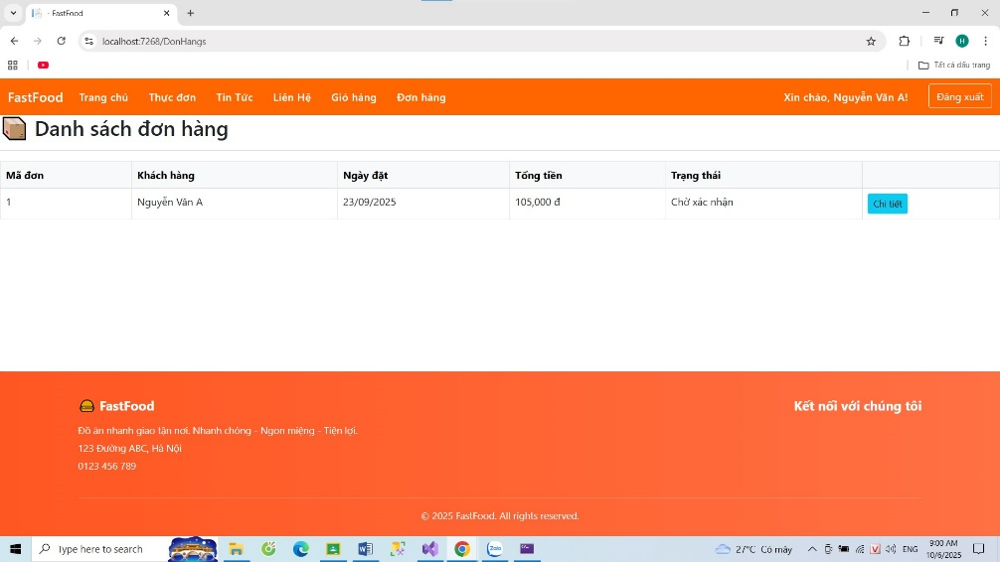 - FastFood
localhost:7268/DonHangs
Tất cả dấu trang
FastFood Trang chủ Thực đơn Tin Tức Liên Hệ Giỏ hàng Đơn hàng Xin chào, Nguyễn Văn A! Đăng xuất
Danh sách đơn hàng
Mã đơn Khách hàng Ngày đặt Tổng tiền Trạng thái
1 Nguyễn Văn A 23/09/2025 105,000 đ Chờ xác nhận Chi tiết
FastFood Kết nối với chúng tôi
Đồ ăn nhanh giao tận nơi. Nhanh chóng - Ngon miệng - Tiện lợi.
123 Đường ABC, Hà Nội
0123 456 789
© 2025 FastFood. All rights reserved.
Type here to search 27°C Có mây ENG 9:00 AM
10/6/2025